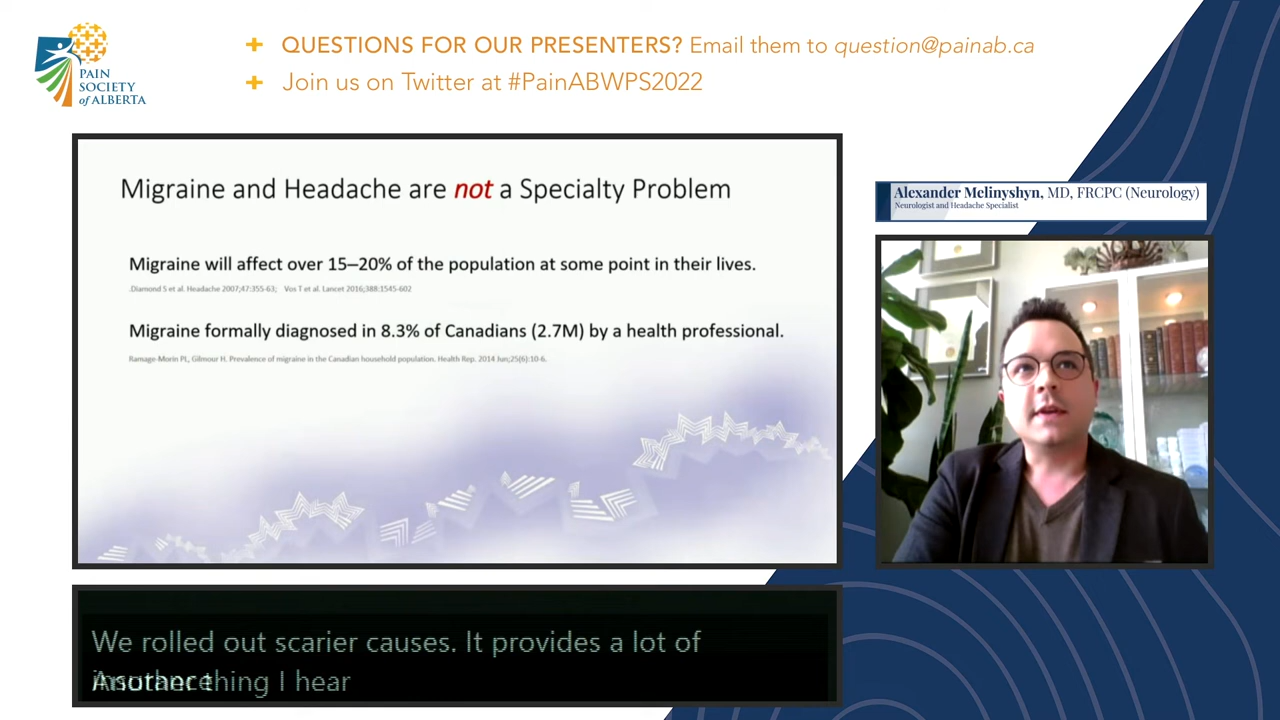 PAIN
SOCIETY
of ALBERTA
+ QUESTIONS FOR OUR PRESENTERS? Email them to question@painab.ca
+ Join us on Twitter at #PainABWPS2022
Migraine and Headache are not a Specialty Problem
Migraine will affect over 15–20% of the population at some point in their lives.
.Diamond S et al. Headache 2007;47:355-63; Vos T et al. Lancet 2016;388:1545-602
Migraine formally diagnosed in 8.3% of Canadians (2.7M) by a health professional.
Ramage-Morin PL, Gilmour H. Prevalence of migraine in the Canadian household population. Health Rep. 2014 Jun;25(6):10-6.
Alexander Melinyshyn, MD, FRCPC (Neurology)
Neurologist and Headache Specialist
We rolled out scarier causes. It provides a lot of
Another thing I hear